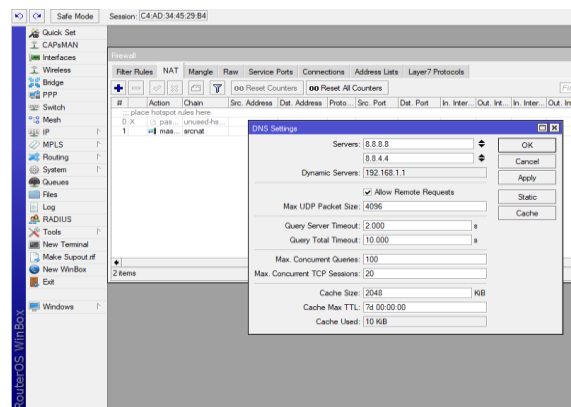 Safe Mode Session: C4:AD:34:45:29:B4
Quick Set
CAPsMAN
Interfaces
Wireless
Bridge
PPP
Switch
Mesh
IP
MPLS
Routing
System
Queues
Files
Log
RADIUS
Tools
New Terminal
Make Supout.rif
New WinBox
Exit
Windows
RouterOS WinBox
Firewall
Filter Rules NAT Mangle Raw Service Ports Connections Address Lists Layer7 Protocols
00 Reset Counters 00 Reset All Counters
# Action Chain Src. Address Dst. Address Proto... Src. Port Dst. Port In. Inter... Out. Int... In. Inter... Out. In
::: place hotspot rules here
0 X pas... unused-hs...
1 mas... srcnat
2 items
DNS Settings
Servers: 8.8.8.8
8.8.4.4
Dynamic Servers: 192.168.1.1
Allow Remote Requests
Max UDP Packet Size: 4096
Query Server Timeout: 2.000 s
Query Total Timeout: 10.000 s
Max. Concurrent Queries: 100
Max. Concurrent TCP Sessions: 20
Cache Size: 2048 KiB
Cache Max TTL: 7d 00:00:00
Cache Used: 10 KiB
OK
Cancel
Apply
Static
Cache